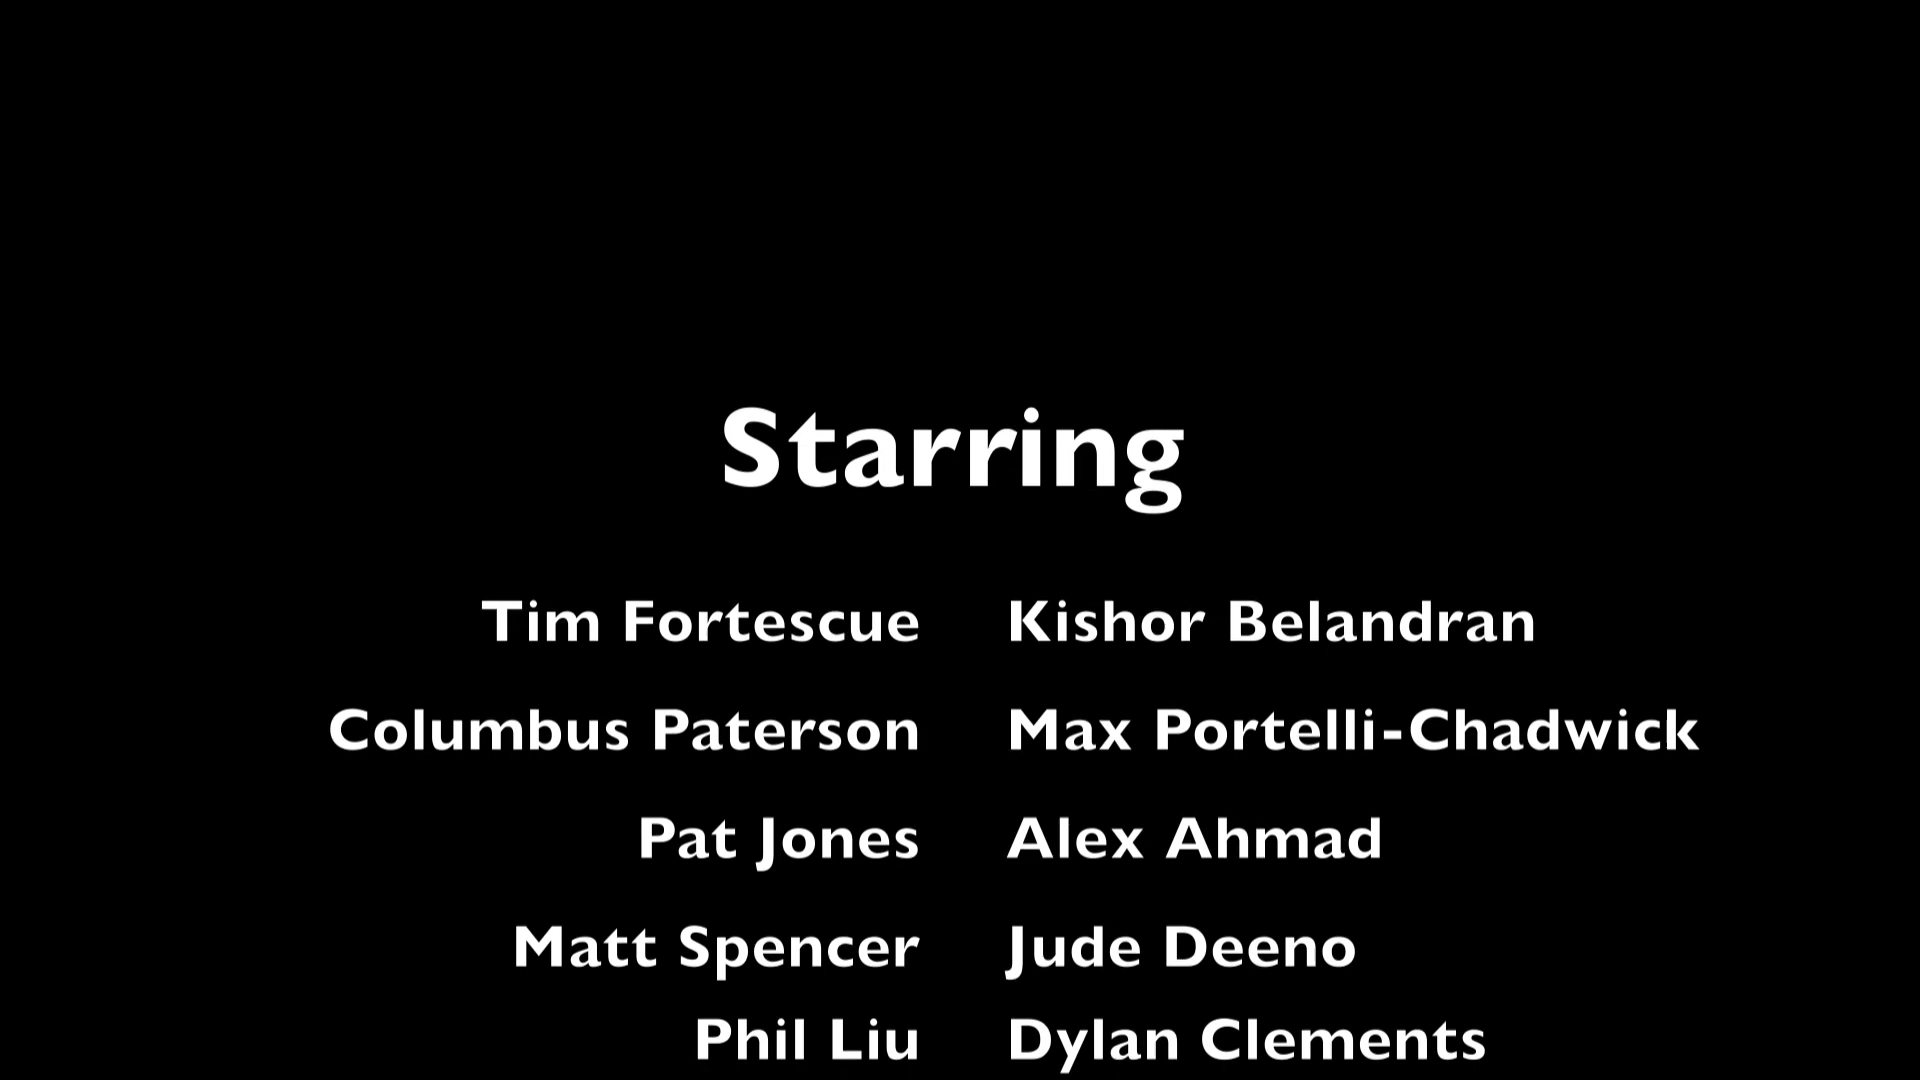 Starring
Tim Fortescue Kishor Belandran
Columbus Paterson Max Portelli-Chadwick
Pat Jones Alex Ahmad
Matt Spencer Jude Deeno
Phil Liu Dylan Clements